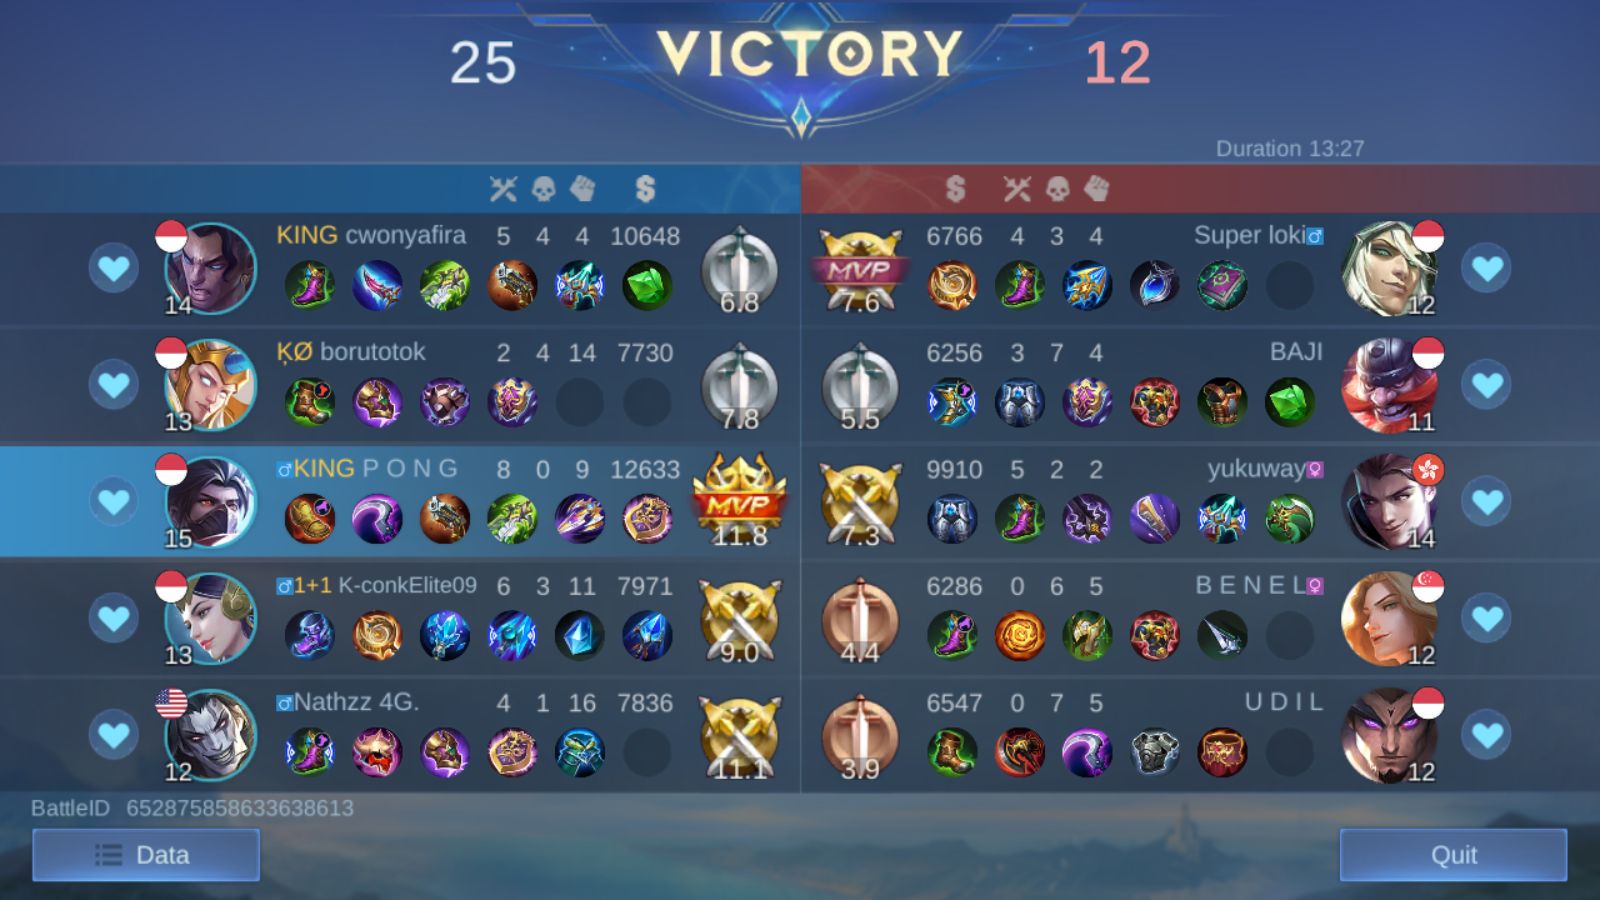 25 VICTORY 12
Duration 13:27
KING cwonyafira 5 4 4 10648
14 6.8
MVP 7.6 6766 4 3 4 Super loki
12
ĶØ borutotok 2 4 14 7730
13 7.8
5.5 6256 3 7 4 BAJI
11
KING P O N G 8 0 9 12633
15 MVP 11.8
7.3 9910 5 2 2 yukuway
14
1+1 K-conkElite09 6 3 11 7971
13 9.0
4.4 6286 0 6 5 B E N E L
12
Nathzz 4G. 4 1 16 7836
12 11.1
3.9 6547 0 7 5 U D I L
12
BattleID 652875858633638613
Data
Quit